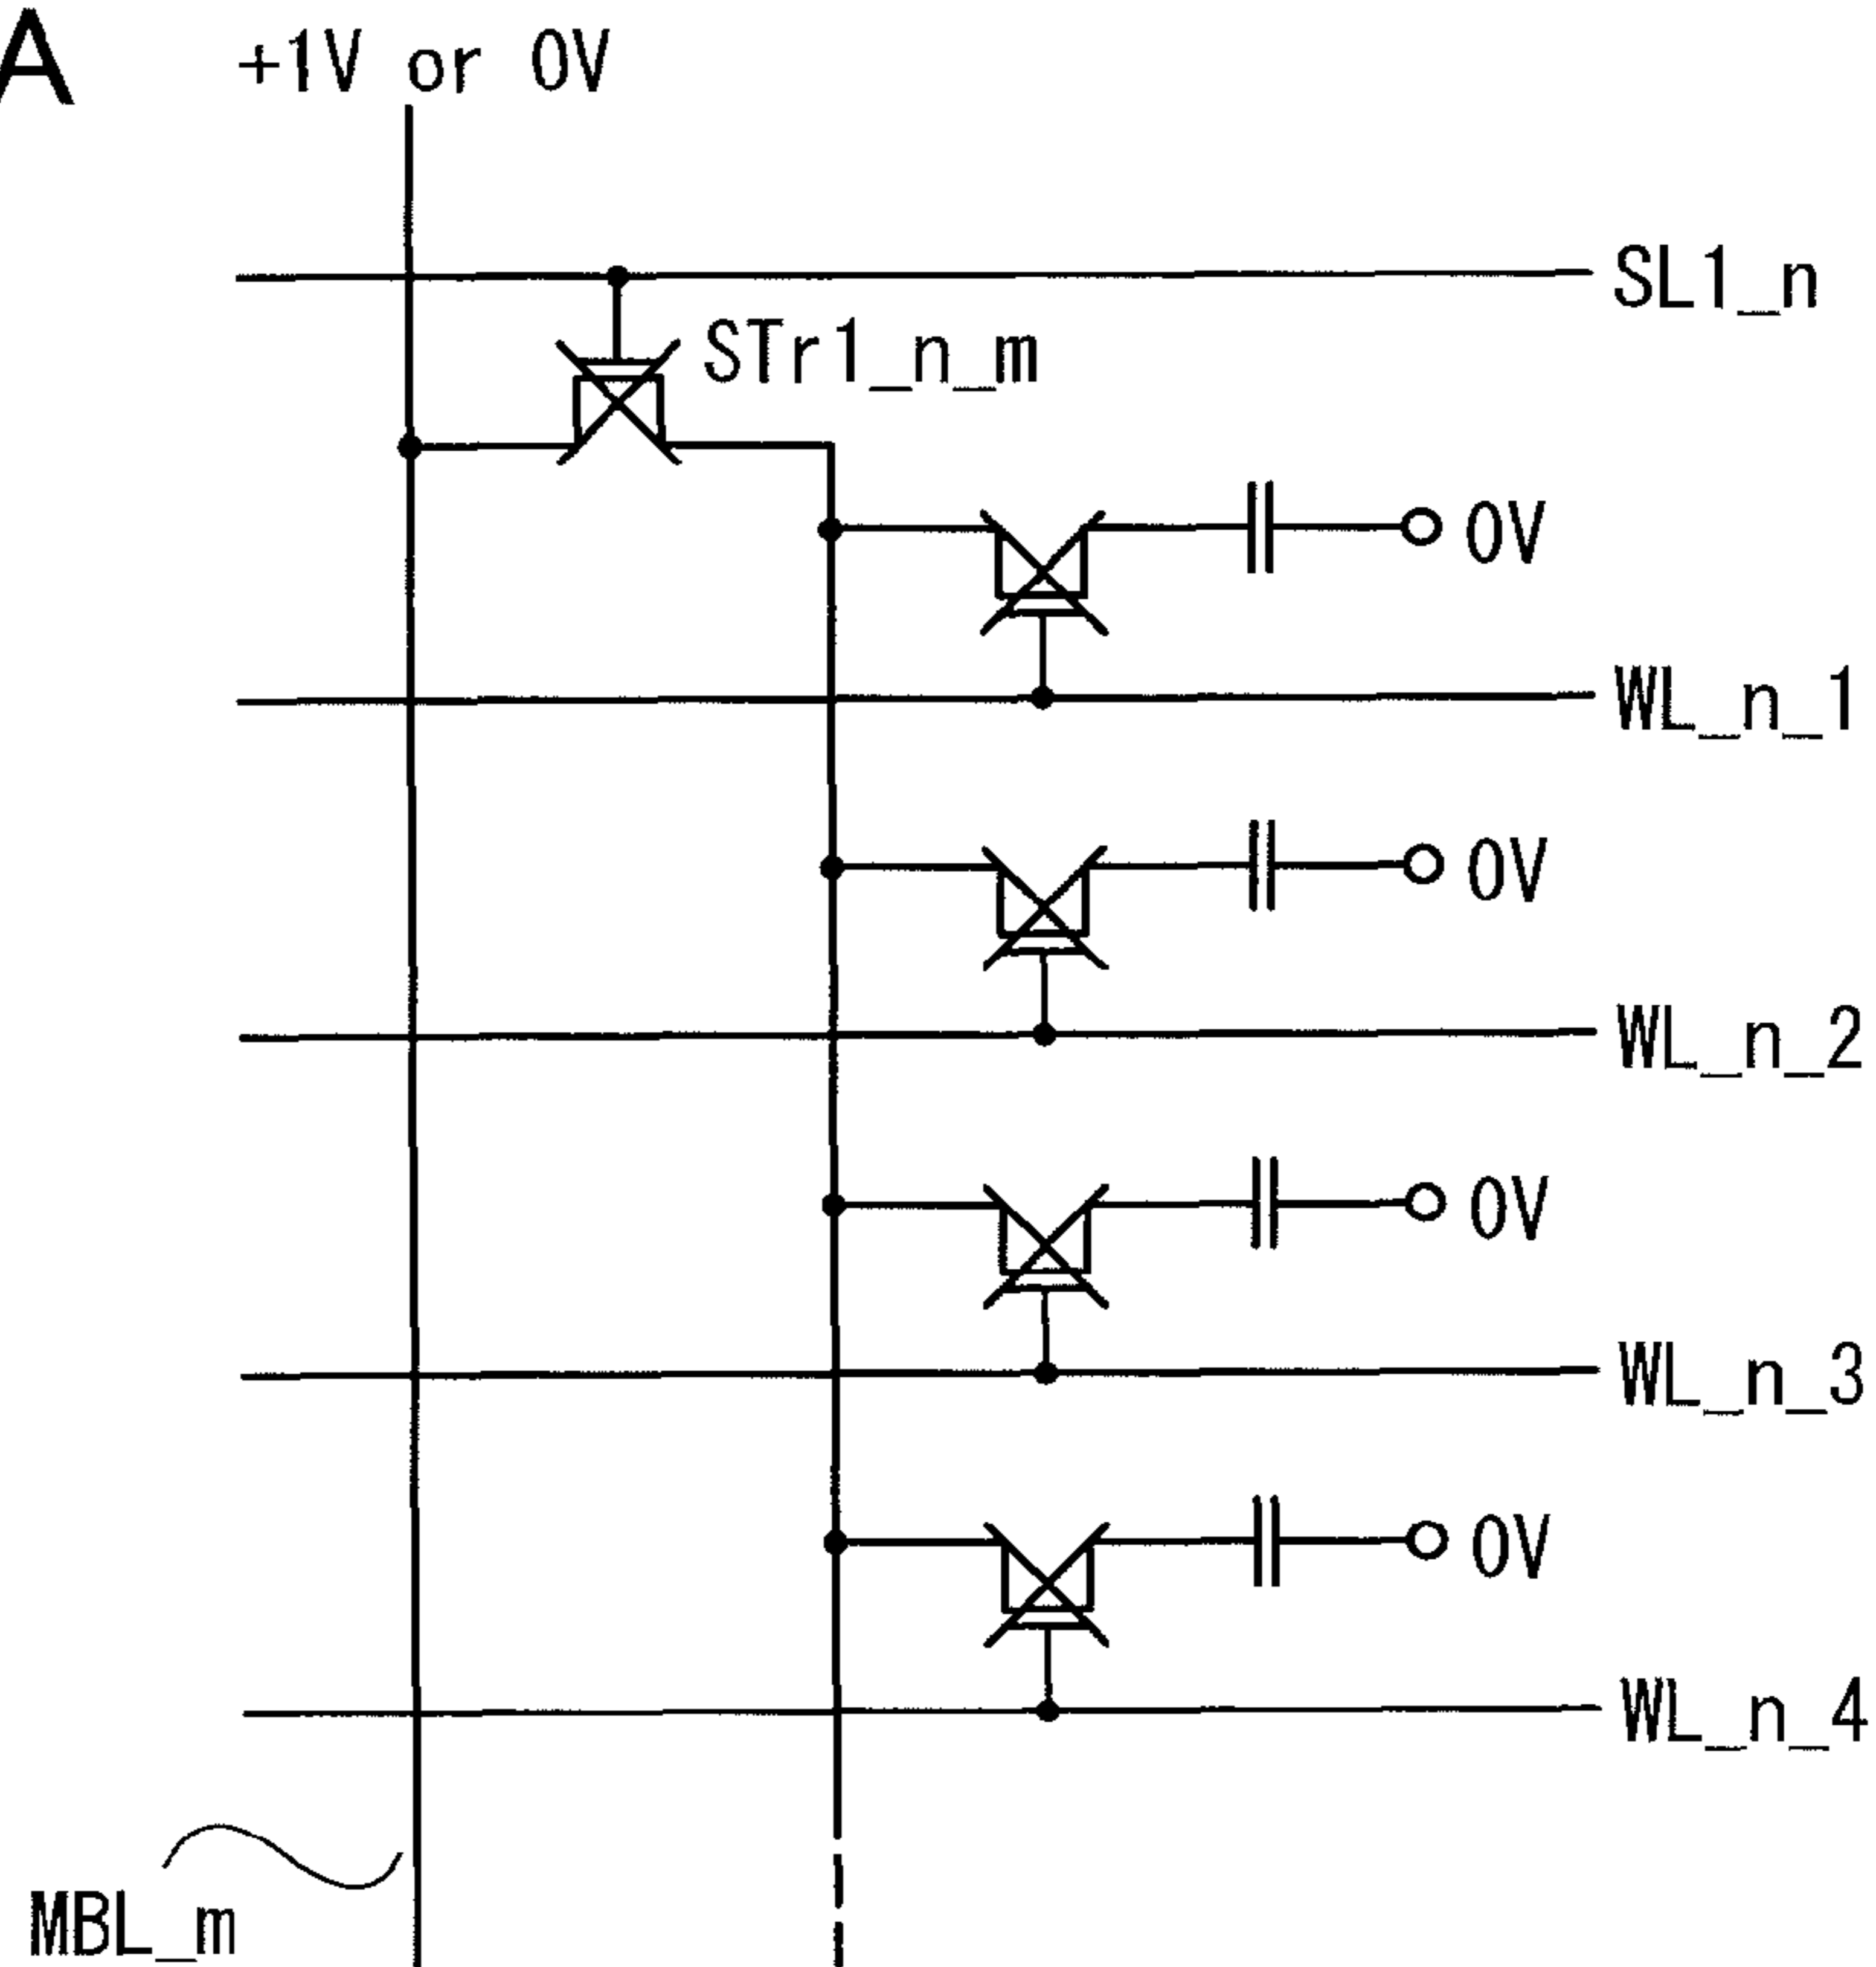 A
+1V or 0V
SL1_n
STr1_n_m
0V
WL_n_1
0V
WL_n_2
0V
WL_n_3
0V
WL_n_4
MBL_m